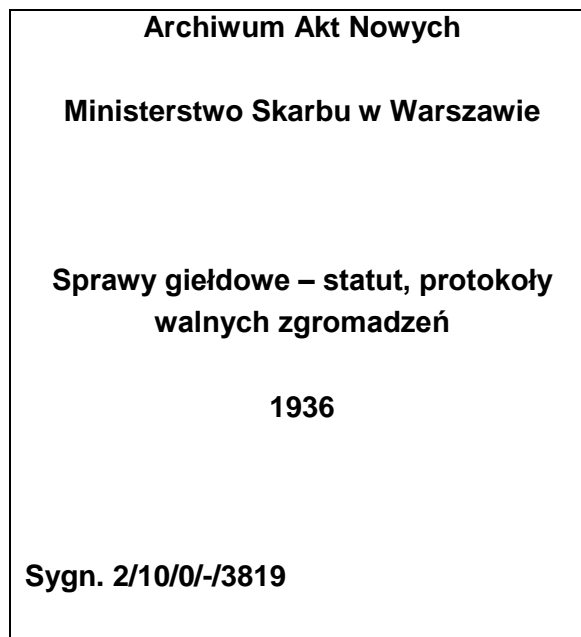 Archiwum Akt Nowych
Ministerstwo Skarbu w Warszawie
Sprawy giełdowe – statut, protokoły
walnych zgromadzeń
1936
Sygn. 2/10/0/-/3819